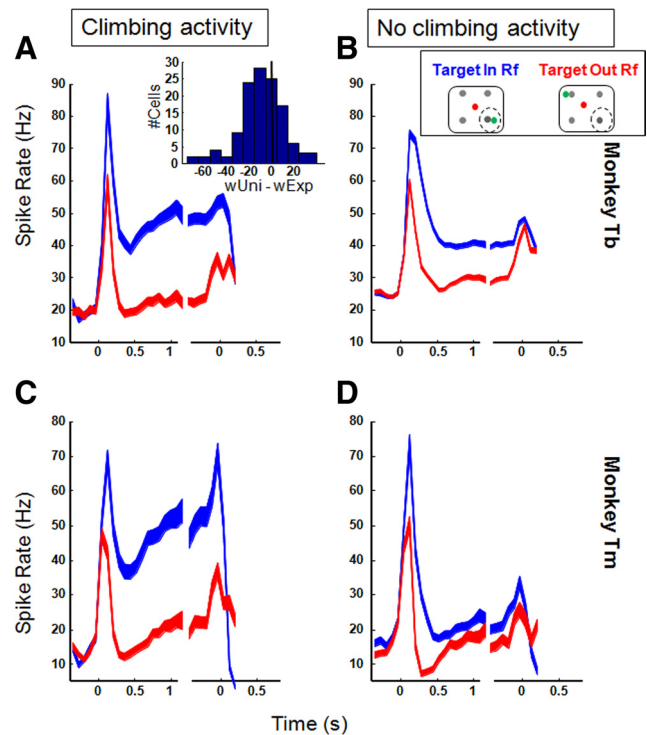 Climbing activity
No climbing activity
A
B
Target In Rf
Target Out Rf
#Cells
30
25
20
15
10
5
0
-60 -40 -20 0 20
wUni - wExp
Spike Rate (Hz)
90
80
70
60
50
40
30
20
10
0 0.5 1 0 0.5
90
80
70
60
50
40
30
20
10
0 0.5 1 0 0.5
Monkey Tb
C
D
Spike Rate (Hz)
80
70
60
50
40
30
20
10
0 0.5 1 0 0.5
80
70
60
50
40
30
20
10
0 0.5 1 0 0.5
Monkey Tm
Time (s)